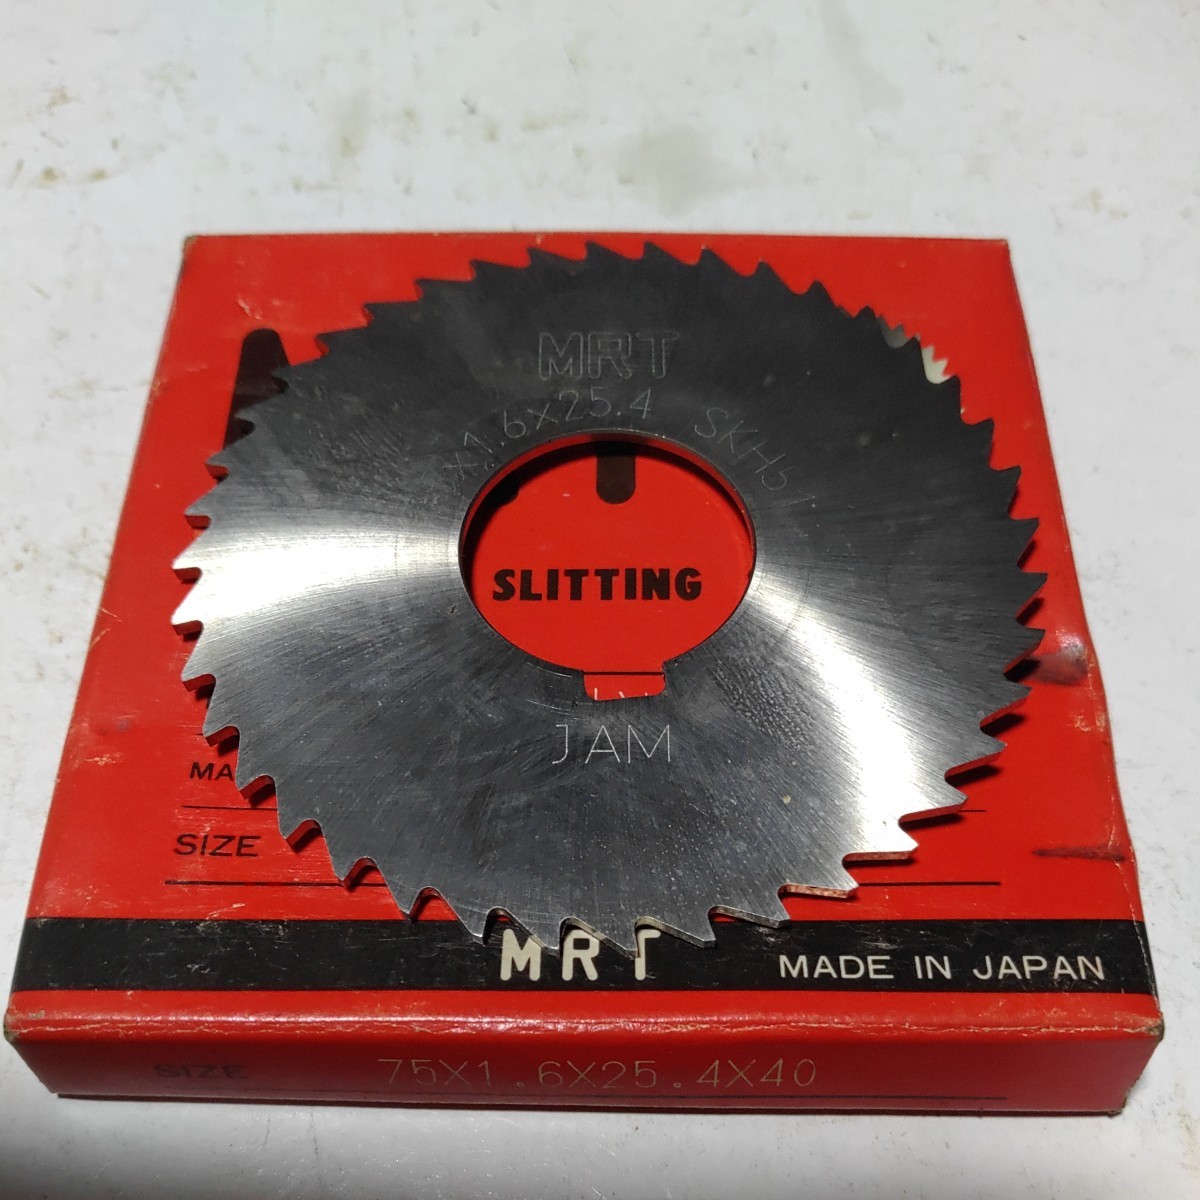 MRT
X1.6X25.4 SKH51
SLITTING
JAM
MA
SIZE
MRT MADE IN JAPAN
SIZE 75X1.6X25.4X40